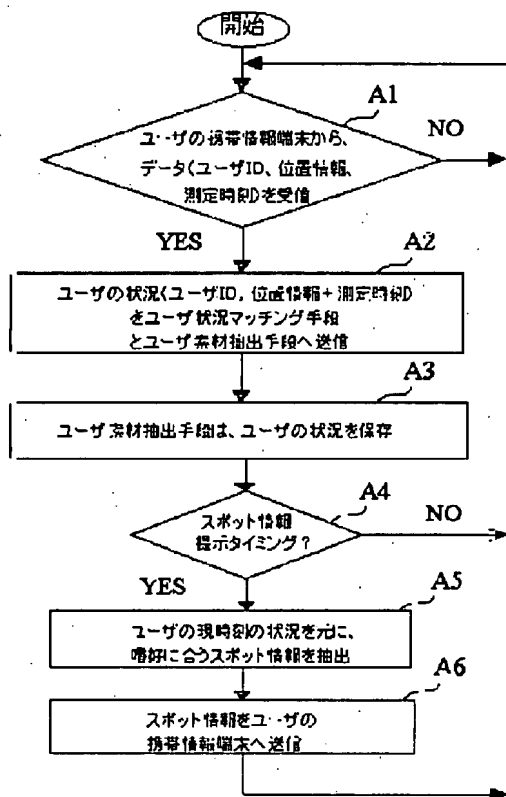 開始
A1
ユーザの携帯情報端末から、
NO
データ(ユーザID、位置情報、
測定時刻)を受信
YES
A2
ユーザの状況(ユーザID, 位置情報+測定時刻)
をユーザ状況マッチング手段
とユーザ素材抽出手段へ送信
A3
ユーザ素材抽出手段は、ユーザの状況を保存
A4
スポット情報
NO
提示タイミング?
YES
A5
ユーザの現時刻の状況を元に、
嗜好に合うスポット情報を抽出
A6
スポット情報をユーザの
携帯情報端末へ送信